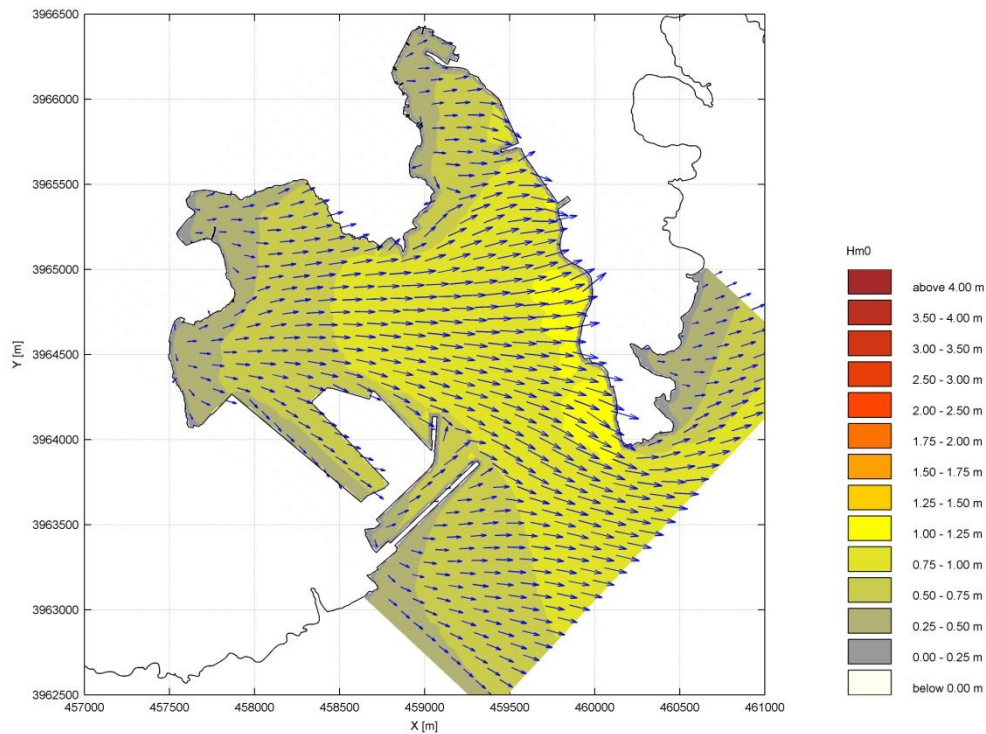 3966500
3966000
3965500
3965000
3964500
3964000
3963500
3963000
3962500
Y [m]
457000 457500 458000 458500 459000 459500 460000 460500 461000
X [m]
Hm0
above 4.00 m
3.50 - 4.00 m
3.00 - 3.50 m
2.50 - 3.00 m
2.00 - 2.50 m
1.75 - 2.00 m
1.50 - 1.75 m
1.25 - 1.50 m
1.00 - 1.25 m
0.75 - 1.00 m
0.50 - 0.75 m
0.25 - 0.50 m
0.00 - 0.25 m
below 0.00 m